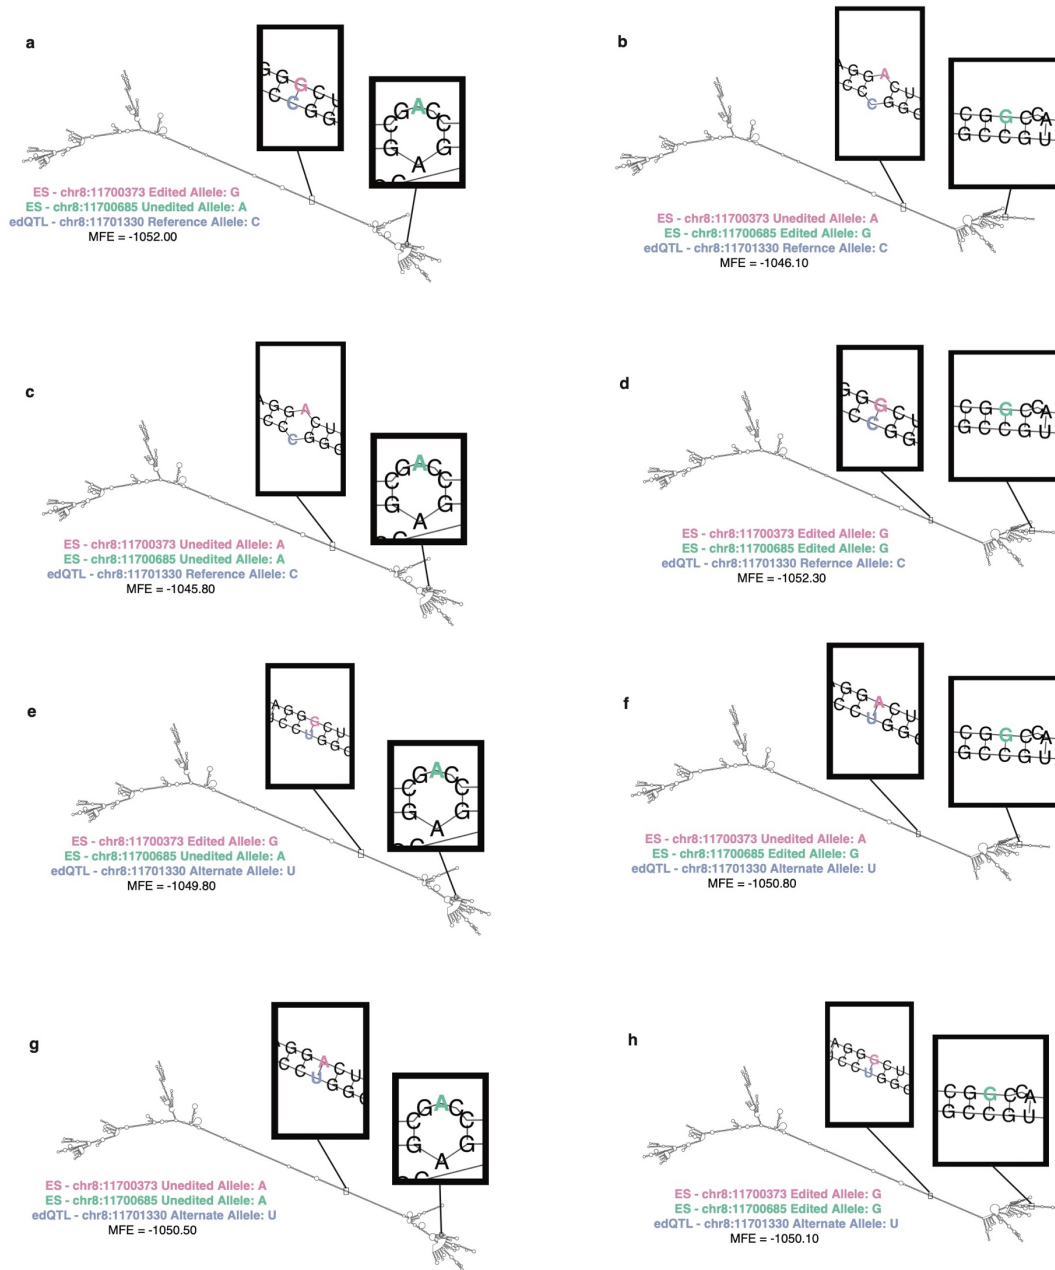 a
ES - chr8:11700373 Edited Allele: G
ES - chr8:11700685 Unedited Allele: A
edQTL - chr8:11701330 Reference Allele: C
MFE = -1052.00
G G G C U
C C C G G
G A C
C C
G G
A
b
ES - chr8:11700373 Unedited Allele: A
ES - chr8:11700685 Edited Allele: G
edQTL - chr8:11701330 Refernce Allele: C
MFE = -1046.10
A G G A C U
C C C G G G
C G G C C A
G C C G U
c
ES - chr8:11700373 Unedited Allele: A
ES - chr8:11700685 Unedited Allele: A
edQTL - chr8:11701330 Reference Allele: C
MFE = -1045.80
A G G A C U
C C C G G G
G A C
C C
G G
A
d
ES - chr8:11700373 Edited Allele: G
ES - chr8:11700685 Edited Allele: G
edQTL - chr8:11701330 Refernce Allele: C
MFE = -1052.30
G G G C U
C C C G G
C G G C C A
G C C G U
e
ES - chr8:11700373 Edited Allele: G
ES - chr8:11700685 Unedited Allele: A
edQTL - chr8:11701330 Alternate Allele: U
MFE = -1049.80
A G G G C U
C C U G G G
G A C
C C
G G
A
f
ES - chr8:11700373 Unedited Allele: A
ES - chr8:11700685 Edited Allele: G
edQTL - chr8:11701330 Alternate Allele: U
MFE = -1050.80
G G A C U
C C U G G G
C G G C C A
G C C G U
g
ES - chr8:11700373 Unedited Allele: A
ES - chr8:11700685 Unedited Allele: A
edQTL - chr8:11701330 Alternate Allele: U
MFE = -1050.50
G G A C U
C C U G G G
G A C
C C
G G
A
h
ES - chr8:11700373 Edited Allele: G
ES - chr8:11700685 Edited Allele: G
edQTL - chr8:11701330 Alternate Allele: U
MFE = -1050.10
A G G G C U
C C U G G G
C G G C C A
G C C G U